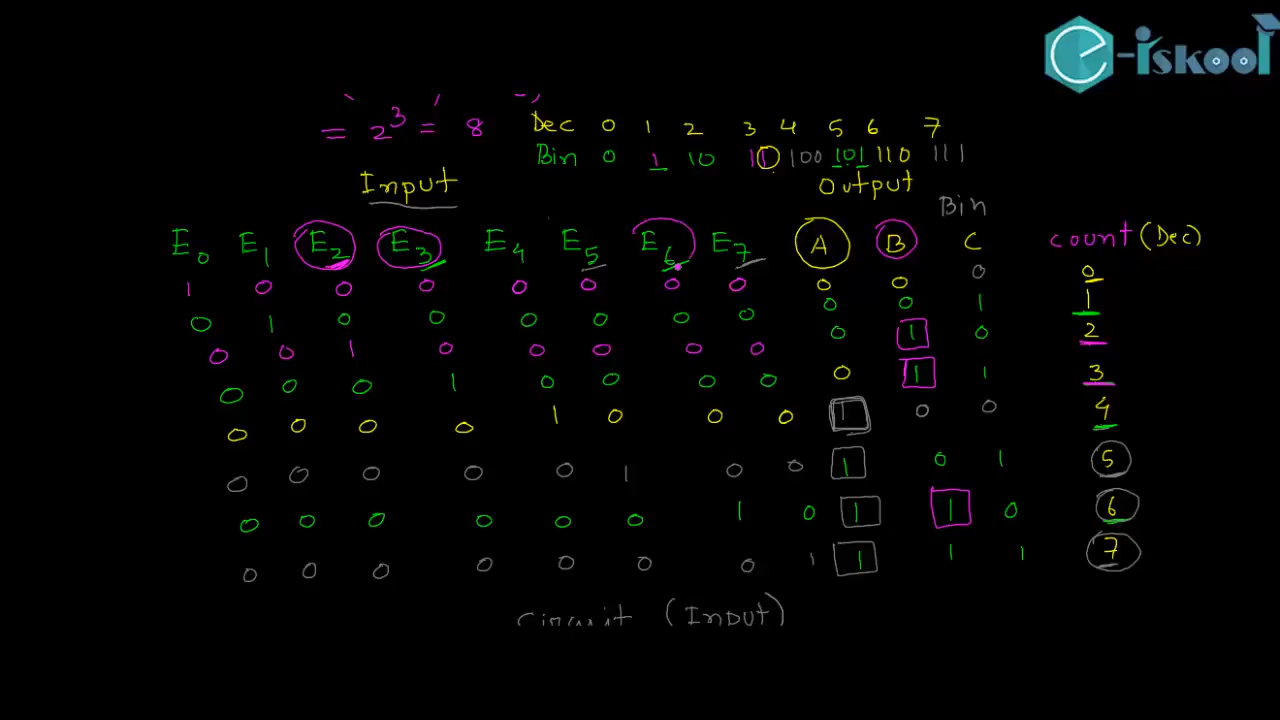 e-iskool
= 2³ = 8 Dec 0 1 2 3 4 5 6 7
Bin 0 1 10 11 100 101 110 111
Input Output
Bin
E₀ E₁ E₂ E₃ E₄ E₅ E₆ E₇ A B C count (Dec)
1 0 0 0 0 0 0 0 0 0 0 0
0 1 0 0 0 0 0 0 0 0 1 1
0 0 1 0 0 0 0 0 0 1 0 2
0 0 0 1 0 0 0 0 0 1 1 3
0 0 0 0 1 0 0 0 1 0 0 4
0 0 0 0 0 1 0 0 1 0 1 5
0 0 0 0 0 0 1 0 1 1 0 6
0 0 0 0 0 0 0 1 1 1 1 7
Circuit (Input)